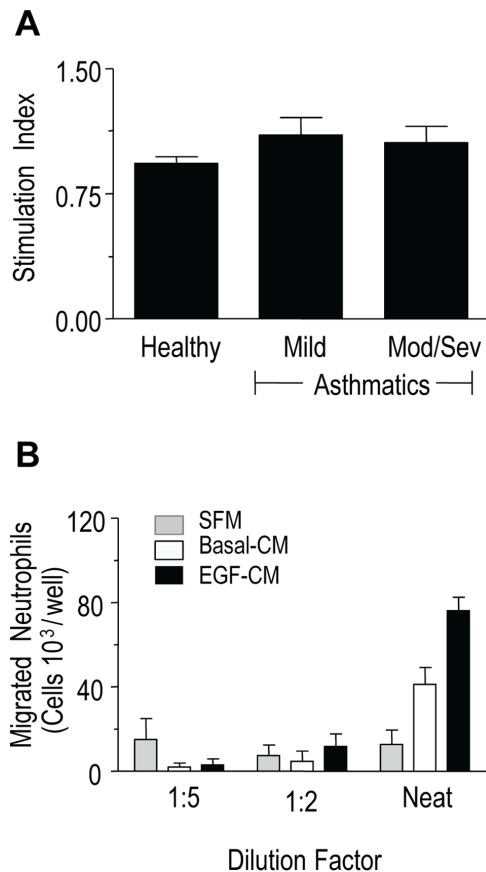 A
1.50
0.75
0.00
Stimulation Index
Healthy Mild Mod/Sev
Asthmatics
B
SFM
Basal-CM
EGF-CM
120
80
40
0
Migrated Neutrophils
(Cells 10³/well)
1:5 1:2 Neat
Dilution Factor